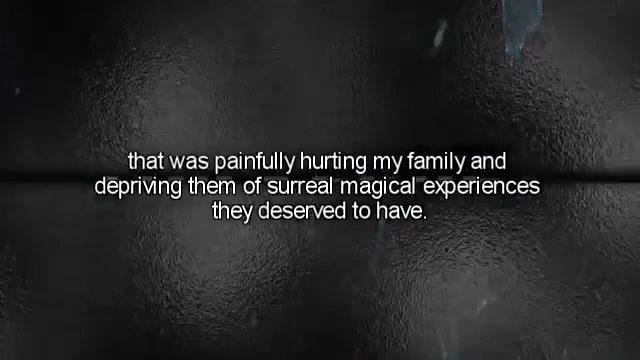 that was painfully hurting my family and
depriving them of surreal magical experiences
they deserved to have.